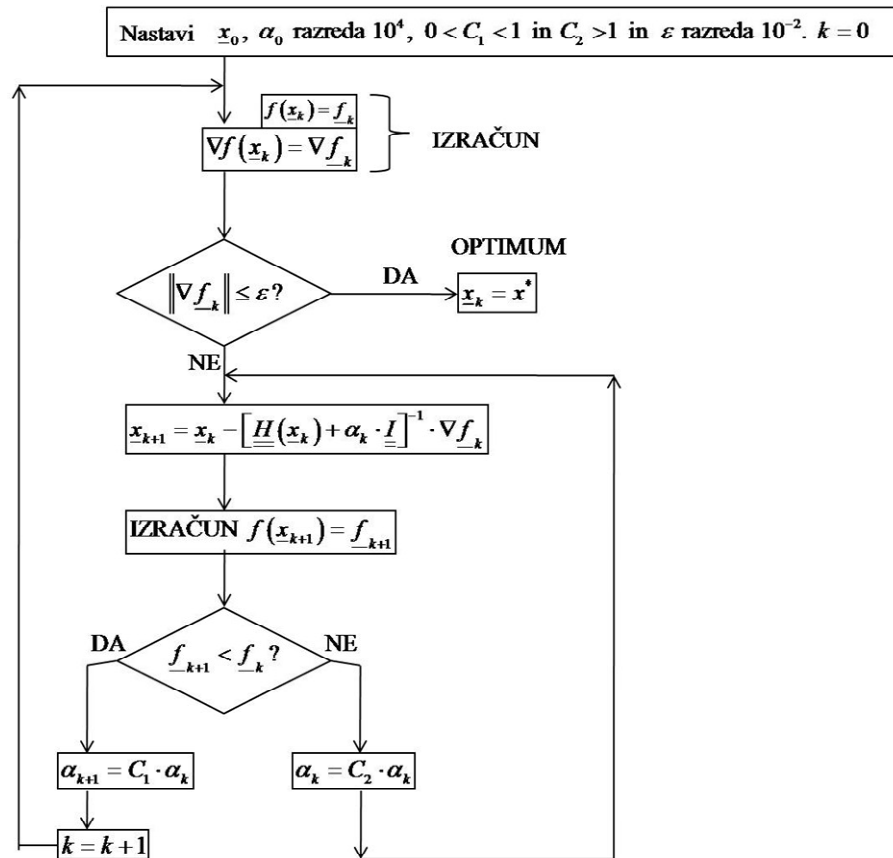 Nastavi x₀, α₀ razreda 10⁴, 0 < C₁ < 1 in C₂ > 1 in ε razreda 10⁻². k = 0
f(x_k) = f_k
∇f(x_k) = ∇f_k
IZRAČUN
OPTIMUM
‖∇f_k‖ ≤ ε?
DA
x_k = x*
NE
x_{k+1} = x_k − [H(x_k) + α_k · I]⁻¹ · ∇f_k
IZRAČUN f(x_{k+1}) = f_{k+1}
DA
f_{k+1} < f_k?
NE
α_{k+1} = C₁ · α_k
α_k = C₂ · α_k
k = k + 1